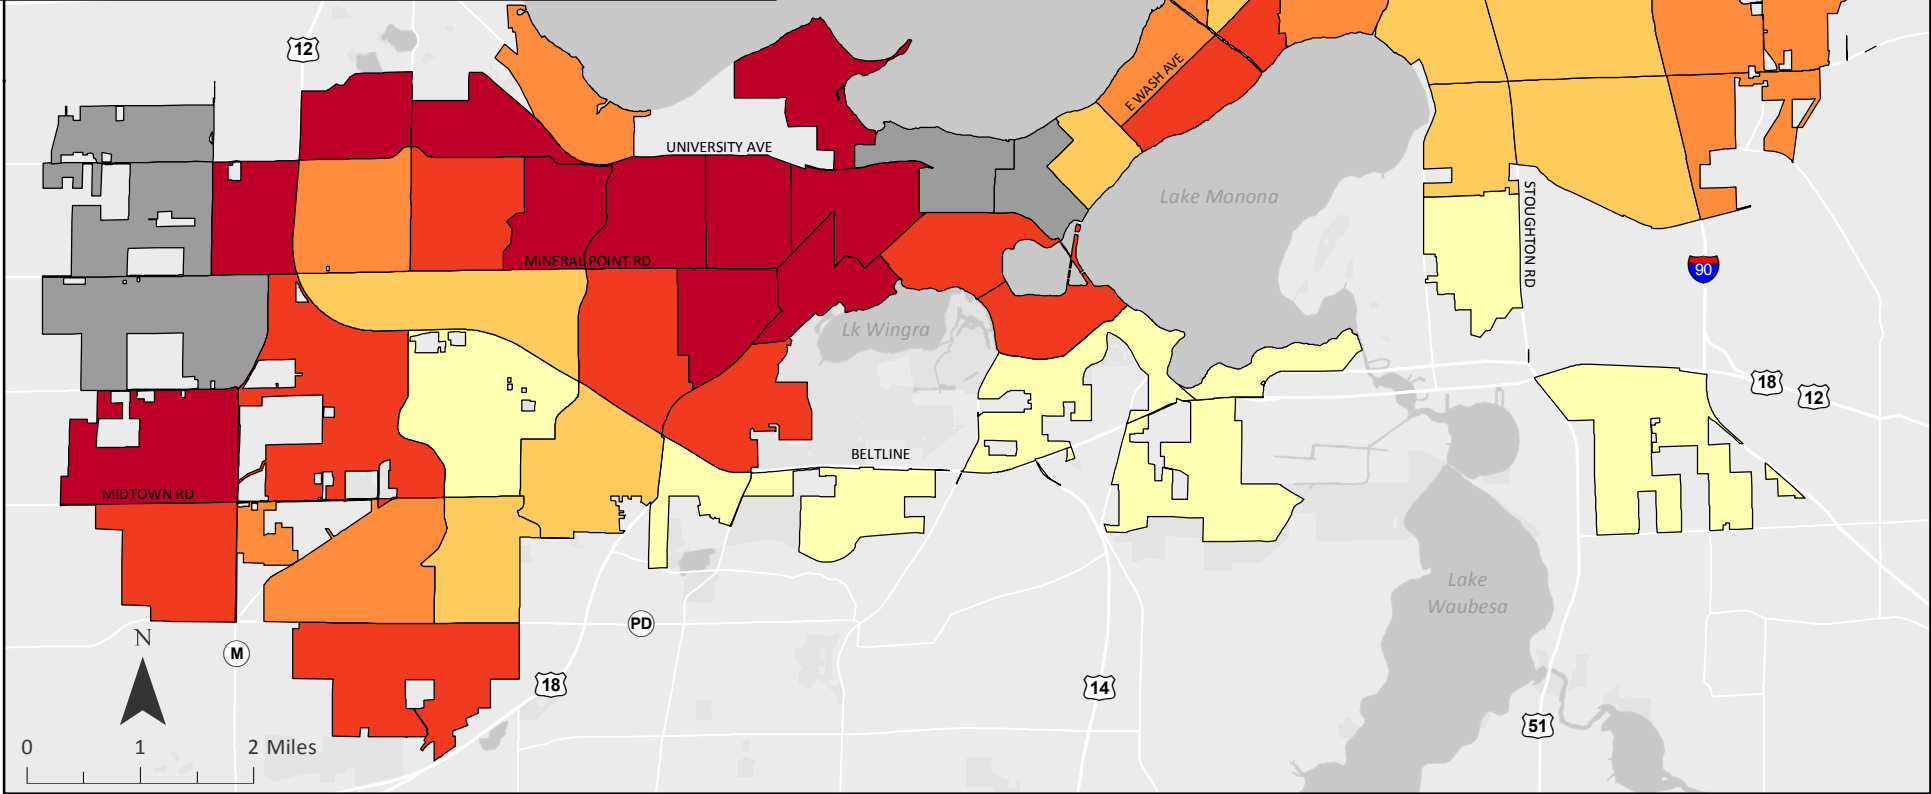 12
E WASH AVE
UNIVERSITY AVE
Lake Monona
STOUGHTON RD
MINERAL POINT RD
90
Lk Wingra
18
12
BELTLINE
MIDTOWN RD
Lake
Waubesa
PD
N
M
18
14
51
0 1 2 Miles